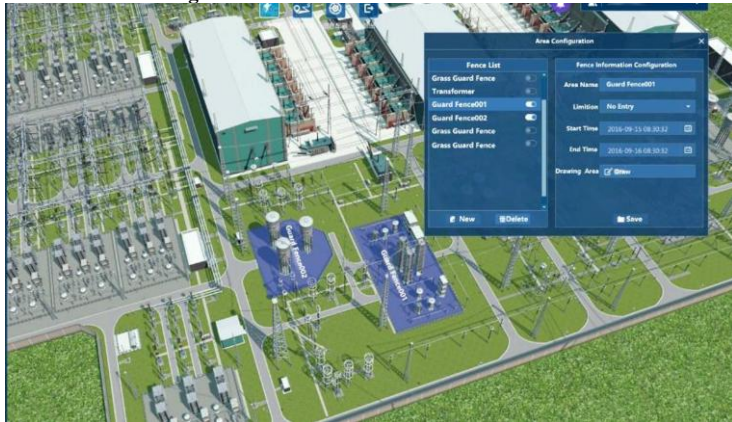 Area Configuration
Fence List
Grass Guard Fence
Transformer
Guard Fence001
Guard Fence002
Grass Guard Fence
Grass Guard Fence
New
Delete
Fence Information Configuration
Area Name Guard Fence001
Limition No Entry
Start Time 2016-09-15-08:30:32
End Time 2016-09-16-08:30:32
Drawing Area Draw
Save
Guard Fence002
Guard Fence001